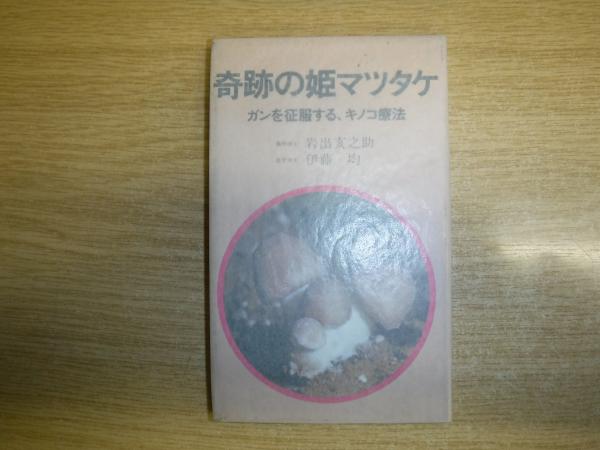 奇跡の姫マツタケ
ガンを征服する、キノコ療法
岩出亥之助
伊藤 均